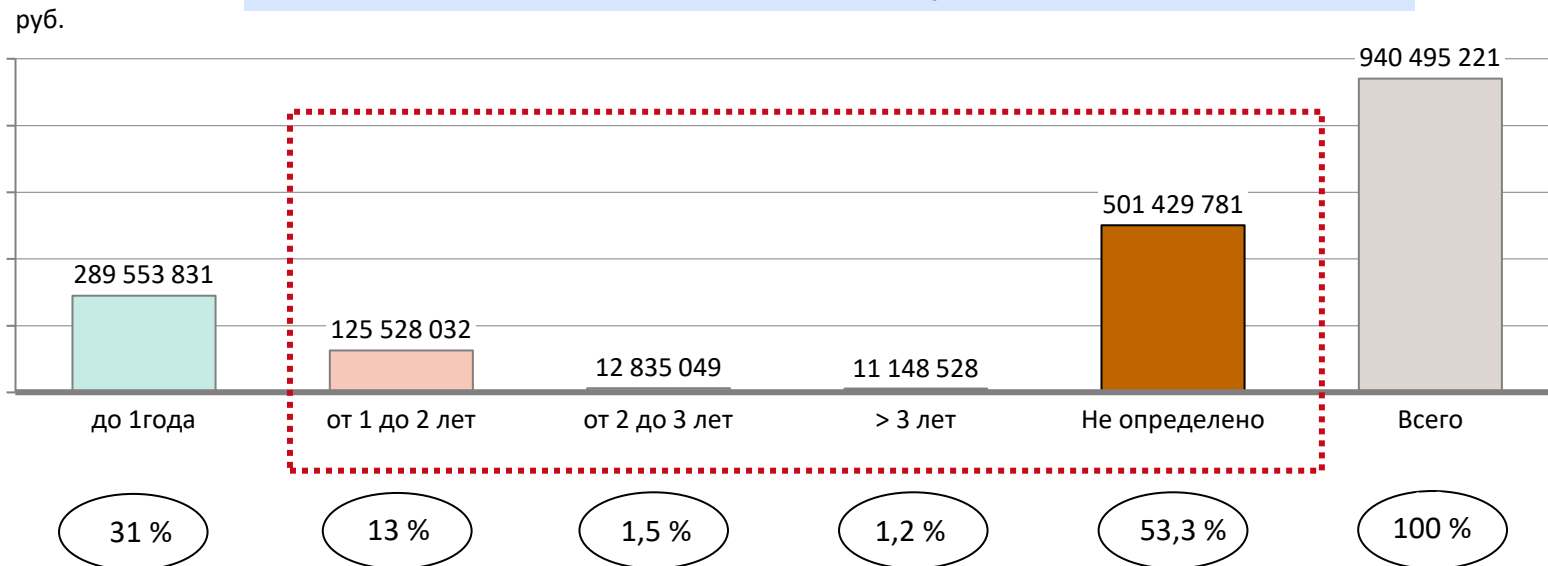 руб.
940 495 221
501 429 781
289 553 831
125 528 032
12 835 049
11 148 528
до 1года
от 1 до 2 лет
от 2 до 3 лет
> 3 лет
Не определено
Всего
31 %
13 %
1,5 %
1,2 %
53,3 %
100 %